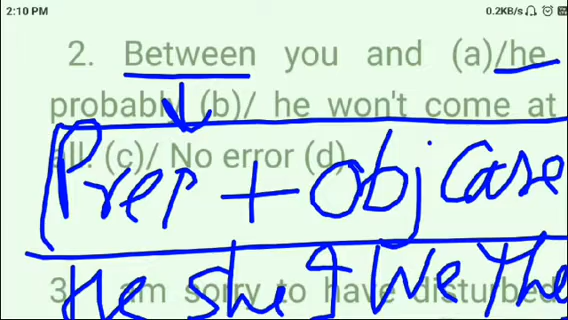 2:10 PM 0.2KB/s
2. Between you and (a)/he
probably (b)/ he won't come at
all. (c)/ No error (d)
Prep + Obj Case
3. I am sorry to have disturbed
He She I We The